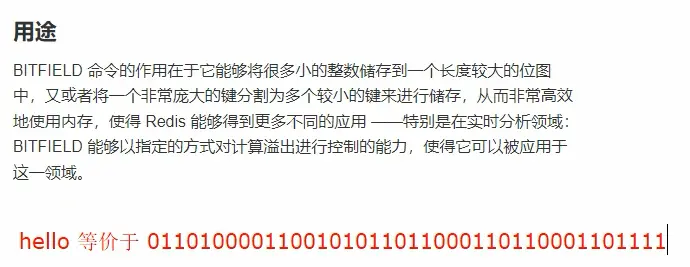 用途
BITFIELD 命令的作用在于它能够将很多小的整数储存到一个长度较大的位图
中，又或者将一个非常庞大的键分割为多个较小的键来进行储存，从而非常高效
地使用内存，使得 Redis 能够得到更多不同的应用 ——特别是在实时分析领域：
BITFIELD 能够以指定的方式对计算溢出进行控制的能力，使得它可以被应用于
这一领域。
hello 等价于 0110100001100101011011000110110001101111